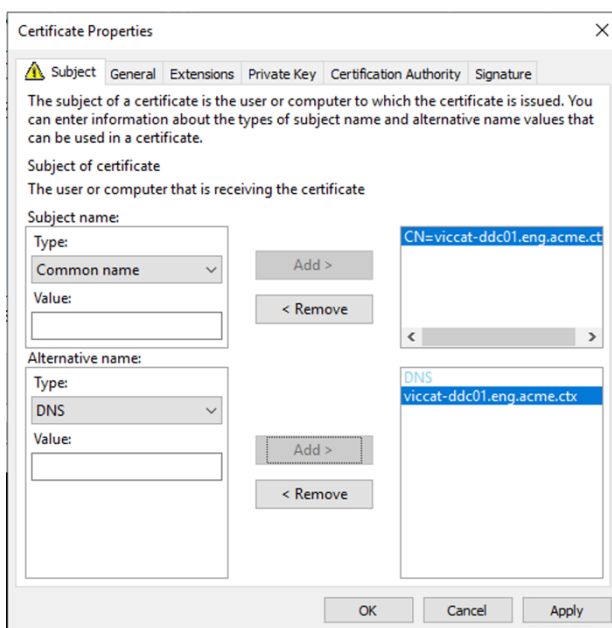 Certificate Properties
Subject General Extensions Private Key Certification Authority Signature
The subject of a certificate is the user or computer to which the certificate is issued. You
can enter information about the types of subject name and alternative name values that
can be used in a certificate.
Subject of certificate
The user or computer that is receiving the certificate
Subject name:
Type:
Common name
Value:
Add >
< Remove
CN=viccat-ddc01.eng.acme.ct
Alternative name:
Type:
DNS
Value:
Add >
< Remove
DNS
viccat-ddc01.eng.acme.ctx
OK Cancel Apply